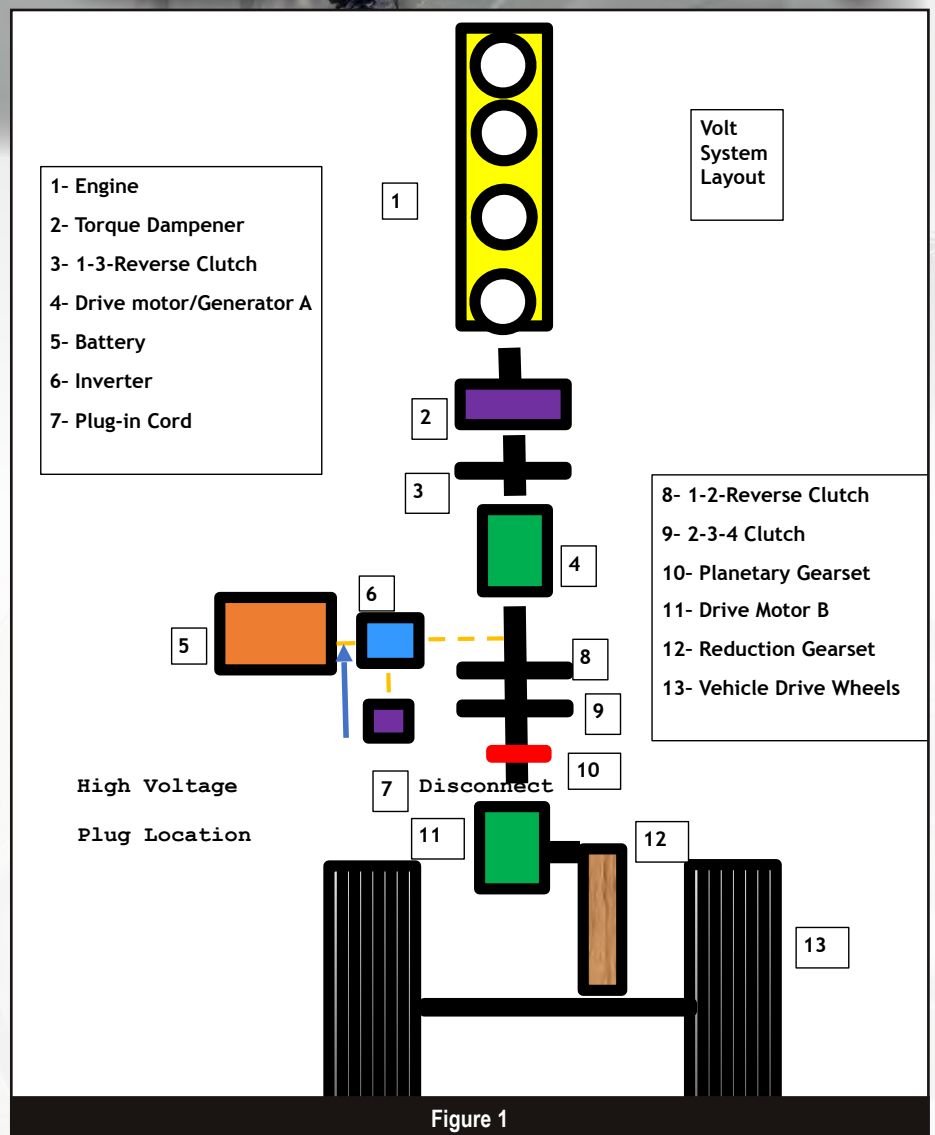 Volt
System
Layout
1- Engine
2- Torque Dampener
3- 1-3-Reverse Clutch
4- Drive motor/Generator A
5- Battery
6- Inverter
7- Plug-in Cord
1
2
3
4
6
5
8
9
10
8- 1-2-Reverse Clutch
9- 2-3-4 Clutch
10- Planetary Gearset
11- Drive Motor B
12- Reduction Gearset
13- Vehicle Drive Wheels
High Voltage 7 Disconnect
Plug Location
11
12
13
Figure 1